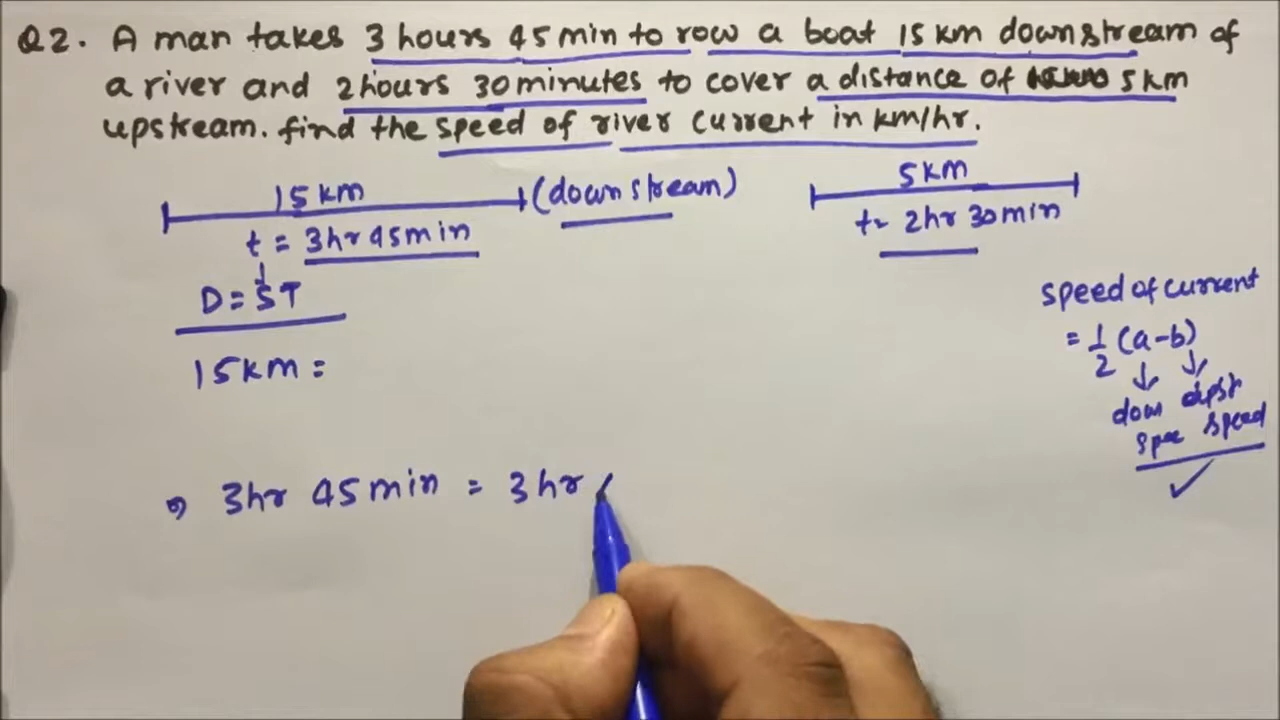 Q2. A man takes 3 hours 45 min to row a boat 15 km downstream of
a river and 2 hours 30 minutes to cover a distance of 5 km
upstream. find the speed of river current in km/hr.
15 km (downstream)
t = 3hr 45min
D = ST
15 km =
5 km
t = 2hr 30 min
speed of current
= 1/2 (a-b)
down
speed
3hr 45 min = 3 hr